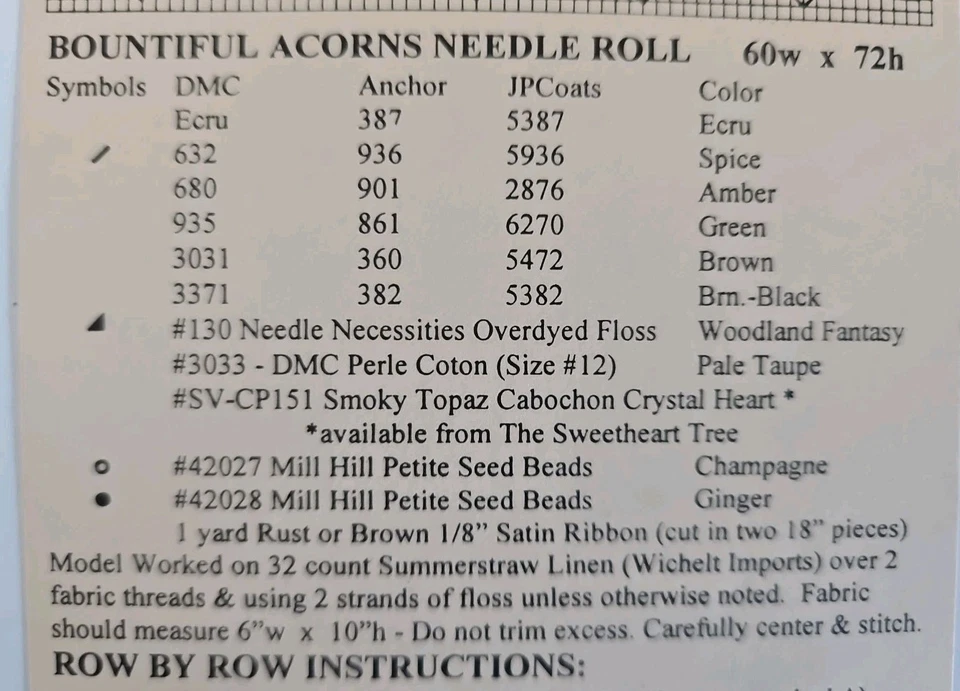 BOUNTIFUL ACORNS NEEDLE ROLL 60w x 72h
Symbols DMC Anchor JPCoats Color
Ecru 387 5387 Ecru
632 936 5936 Spice
680 901 2876 Amber
935 861 6270 Green
3031 360 5472 Brown
3371 382 5382 Brn.-Black
#130 Needle Necessities Overdyed Floss Woodland Fantasy
#3033 - DMC Perle Coton (Size #12) Pale Taupe
#SV-CP151 Smoky Topaz Cabochon Crystal Heart *
*available from The Sweetheart Tree
#42027 Mill Hill Petite Seed Beads Champagne
#42028 Mill Hill Petite Seed Beads Ginger
1 yard Rust or Brown 1/8" Satin Ribbon (cut in two 18" pieces)
Model Worked on 32 count Summerstraw Linen (Wichelt Imports) over 2
fabric threads & using 2 strands of floss unless otherwise noted. Fabric
should measure 6"w x 10"h - Do not trim excess. Carefully center & stitch.
ROW BY ROW INSTRUCTIONS: